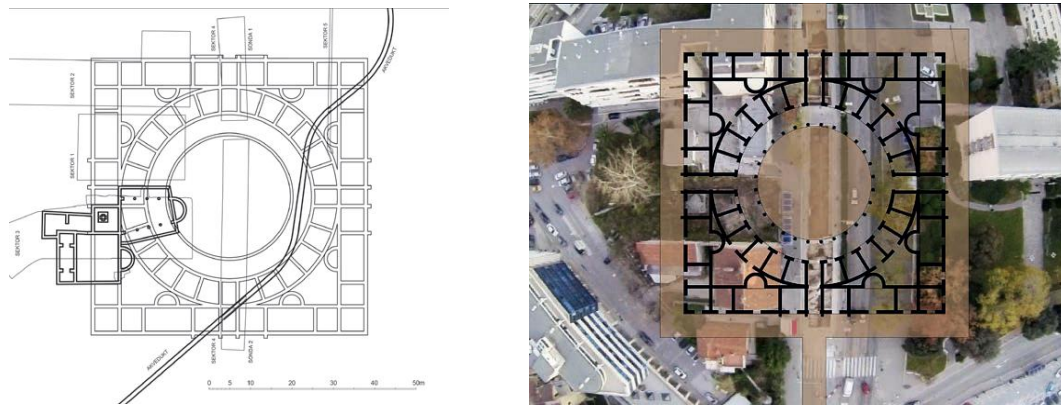 SEKTOR 4
SONDA 1
SEKTOR 5
AKVEDUKT
SEKTOR 2
SEKTOR 1
SEKTOR 3
AKVEDUKT
SEKTOR 4
SONDA 2
0 5 10 20 30 40 50m